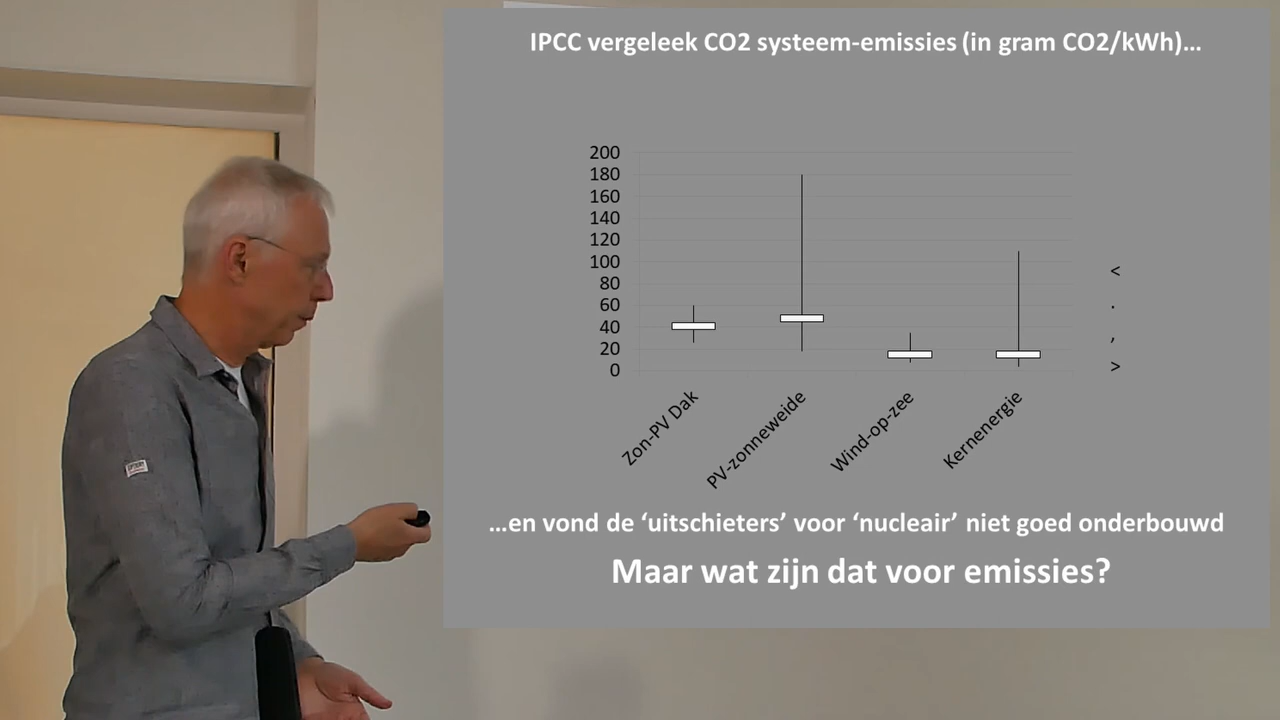 IPCC vergeleek CO2 systeem-emissies (in gram CO2/kWh)...
200
180
160
140
120
100
80
60
40
20
0
<
.
,
>
Zon-PV Dak
PV-zonneweide
Wind-op-zee
Kernenergie
...en vond de ‘uitschieters’ voor ‘nucleair’ niet goed onderbouwd
Maar wat zijn dat voor emissies?